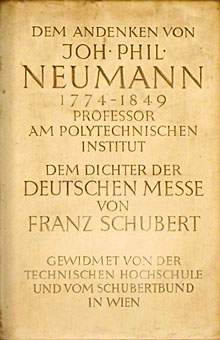 DEM ANDENKEN VON
JOH·PHIL·
NEUMANN
1774-1849
PROFESSOR
AM POLYTECHNISCHEN
INSTITUT
DEM DICHTER DER
DEUTSCHEN MESSE
VON
FRANZ SCHUBERT
GEWIDMET VON DER
TECHNISCHEN HOCHSCHULE
UND VOM SCHUBERTBUND
IN WIEN